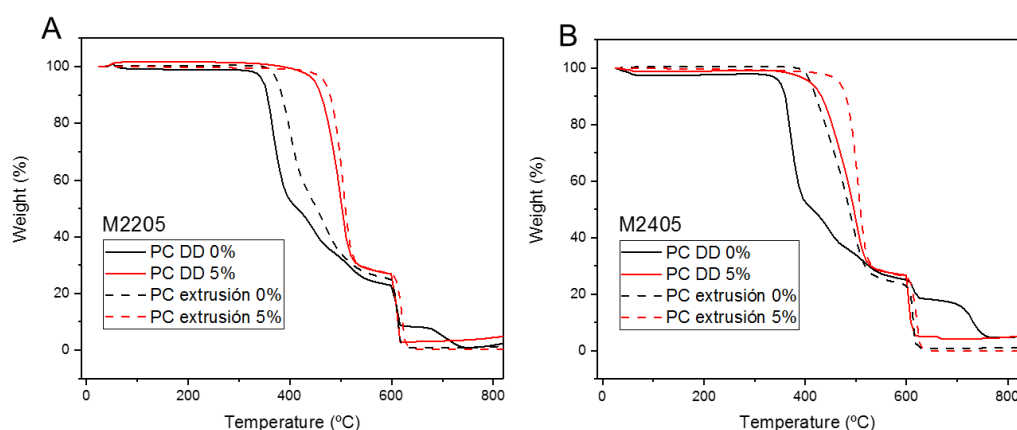 A
100
80
60
40
20
0
Weight (%)
M2205
PC DD 0%
PC DD 5%
PC extrusión 0%
PC extrusión 5%
0 200 400 600 800
Temperature (ºC)
B
100
80
60
40
20
0
Weight (%)
M2405
PC DD 0%
PC DD 5%
PC extrusión 0%
PC extrusión 5%
0 200 400 600 800
Temperature (ºC)